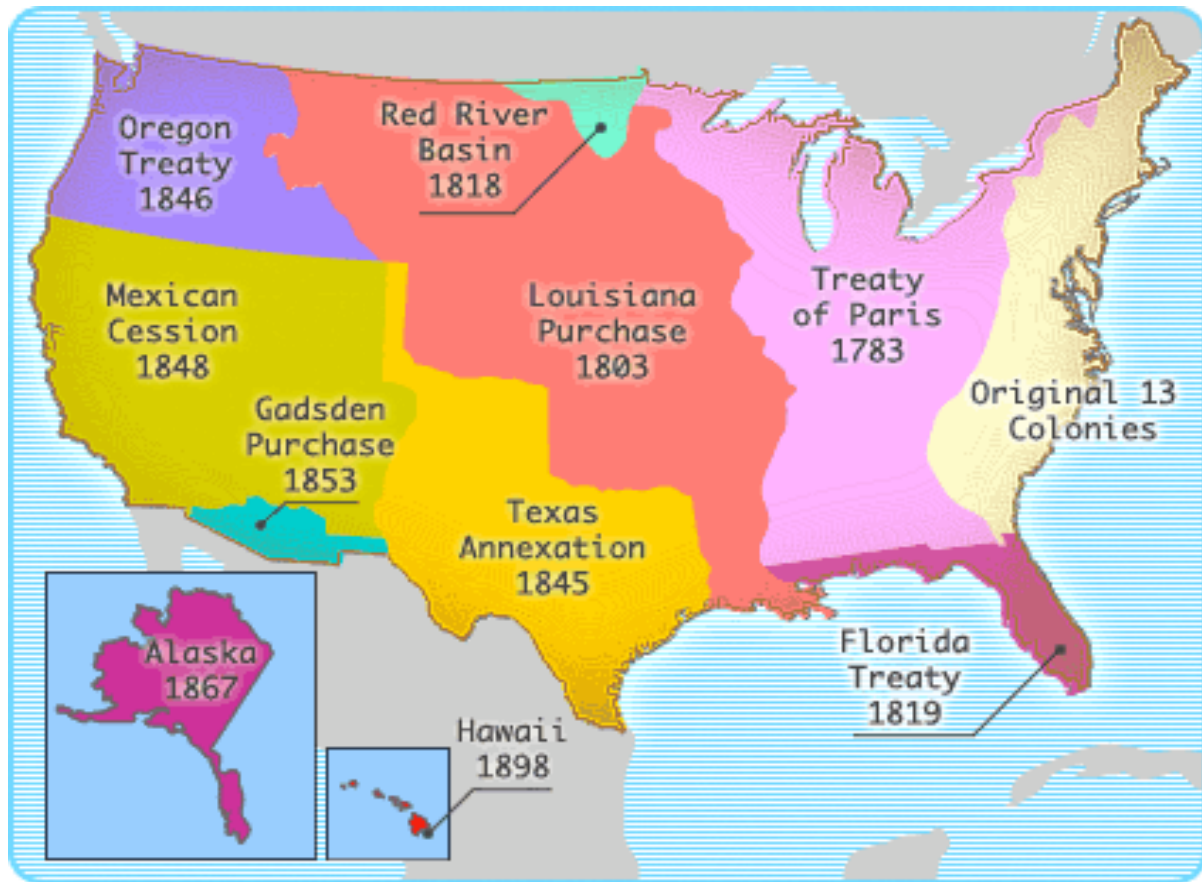 Oregon
Treaty
1846
Red River
Basin
1818
Mexican
Cession
1848
Louisiana
Purchase
1803
Treaty
of Paris
1783
Original 13
Colonies
Gadsden
Purchase
1853
Texas
Annexation
1845
Florida
Treaty
1819
Alaska
1867
Hawaii
1898